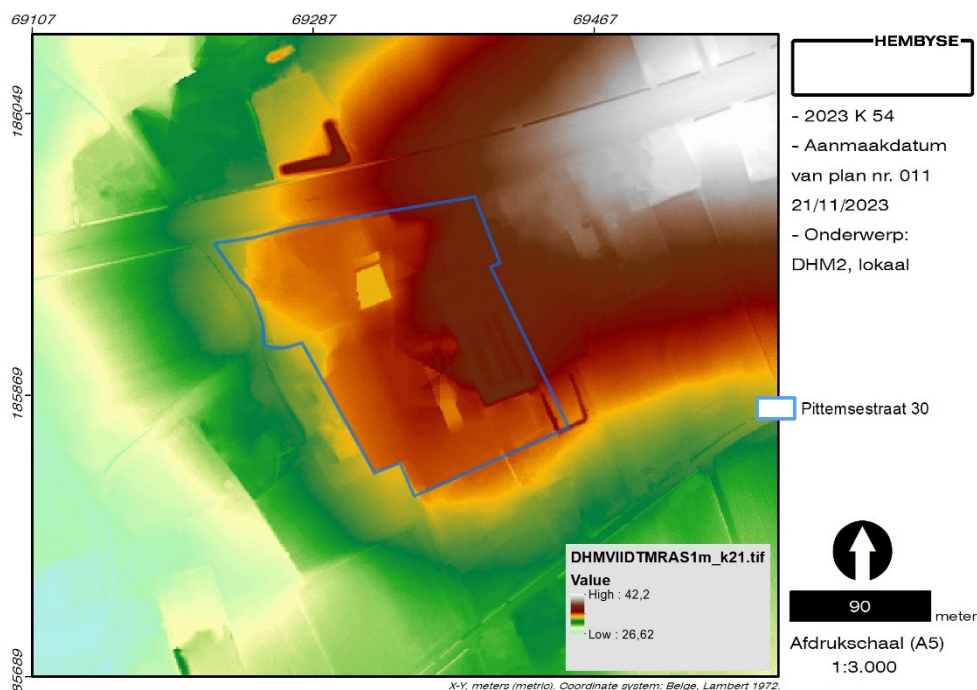 69107
69287
69467
186049
185869
185689
HEMBYSE
- 2023 K 54
- Aanmaakdatum
van plan nr. 011
21/11/2023
- Onderwerp:
DHM2, lokaal
Pittemsestraat 30
DHMVIIDTMRAS1m_k21.tif
Value
High : 42,2
Low : 26,62
90
meter
Afdrukschaal (A5)
1:3.000
X-Y, meters (metric). Coordinate system: Belge, Lambert 1972.